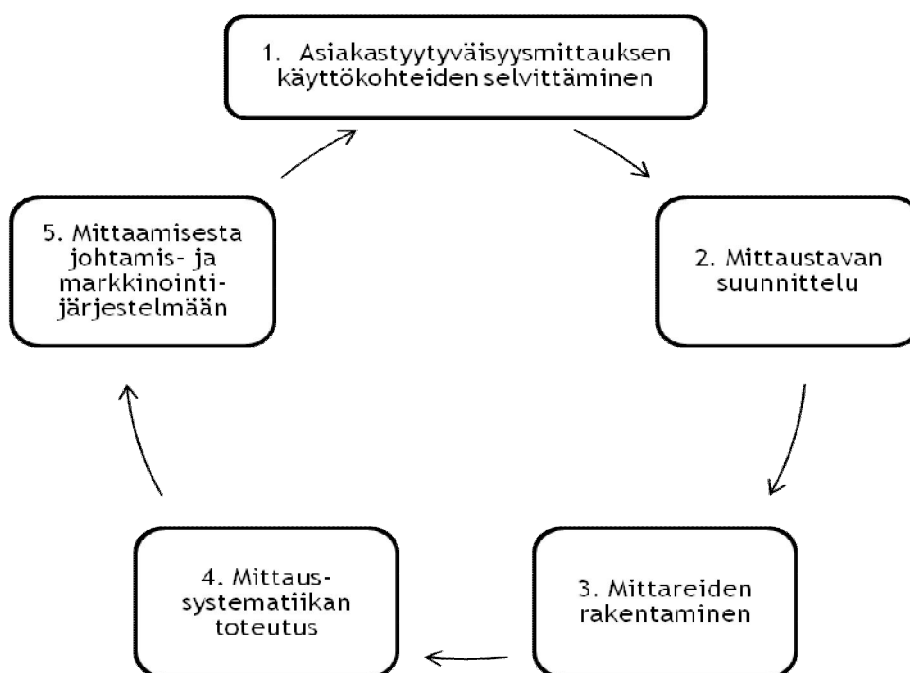 1. Asiakastyytyväisyysmittauksen
käyttökohteiden selvittäminen
2. Mittaustavan
suunnittelu
3. Mittareiden
rakentaminen
4. Mittaus-
systematiikan
toteutus
5. Mittaamisesta
johtamis- ja
markkinointi-
järjestelmään